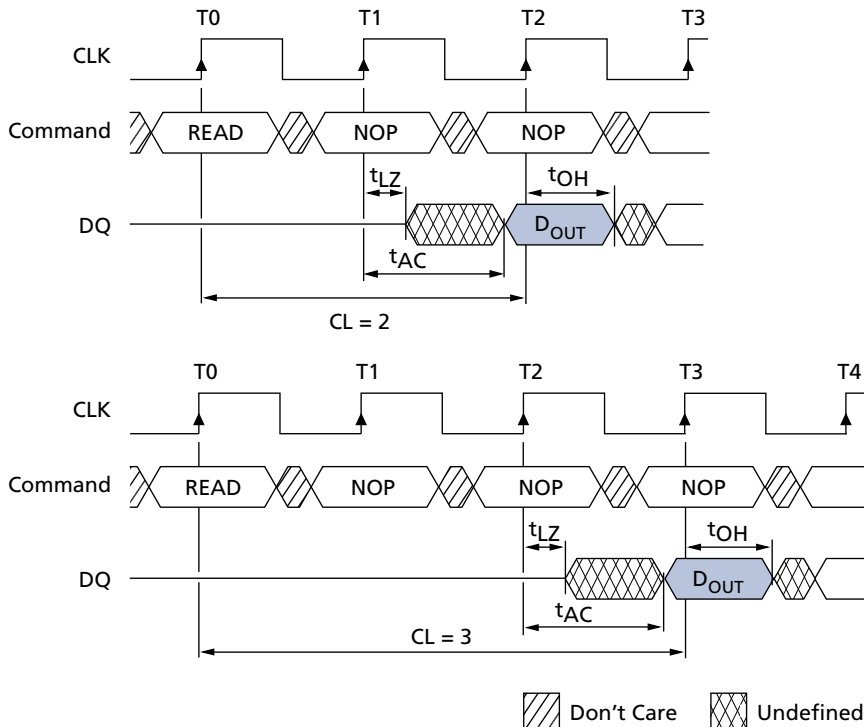 T0 T1 T2 T3
CLK
Command READ NOP NOP
tLZ tOH
DQ DOUT
tAC
CL = 2
T0 T1 T2 T3 T4
CLK
Command READ NOP NOP NOP
tLZ tOH
DQ DOUT
tAC
CL = 3
Don't Care Undefined